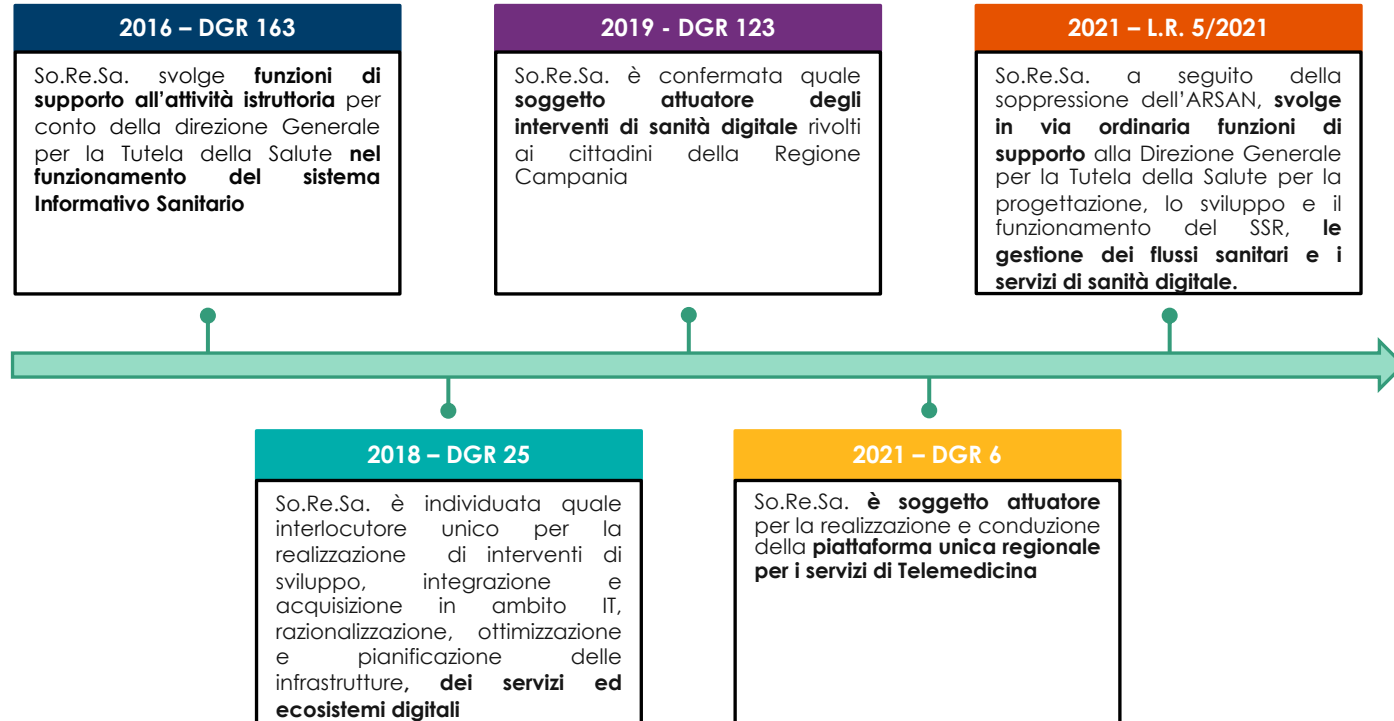 2016 – DGR 163
So.Re.Sa. svolge funzioni di
supporto all'attività istruttoria per
conto della direzione Generale
per la Tutela della Salute nel
funzionamento del sistema
Informativo Sanitario
2019 - DGR 123
So.Re.Sa. è confermata quale
soggetto attuatore degli
interventi di sanità digitale rivolti
ai cittadini della Regione
Campania
2021 – L.R. 5/2021
So.Re.Sa. a seguito della
soppressione dell'ARSAN, svolge
in via ordinaria funzioni di
supporto alla Direzione Generale
per la Tutela della Salute per la
progettazione, lo sviluppo e il
funzionamento del SSR, le
gestione dei flussi sanitari e i
servizi di sanità digitale.
2018 – DGR 25
So.Re.Sa. è individuata quale
interlocutore unico per la
realizzazione di interventi di
sviluppo, integrazione e
acquisizione in ambito IT,
razionalizzazione, ottimizzazione
e pianificazione delle
infrastrutture, dei servizi ed
ecosistemi digitali
2021 – DGR 6
So.Re.Sa. è soggetto attuatore
per la realizzazione e conduzione
della piattaforma unica regionale
per i servizi di Telemedicina